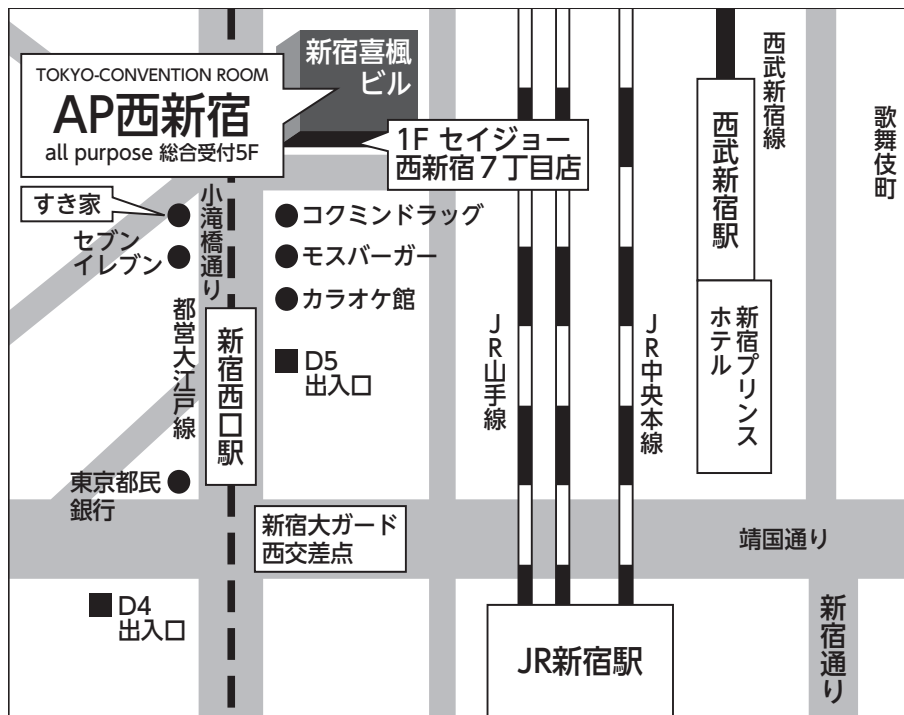 新宿喜楓
ビル
TOKYO-CONVENTION ROOM
AP西新宿
all purpose 総合受付5F
1F セイジョー
西新宿7丁目店
西武新宿線
西武新宿駅
歌舞伎町
すき家
小滝橋通り
コクミンドラッグ
セブン
イレブン
モスバーガー
カラオケ館
都営大江戸線
新宿西口駅
D5
出入口
JR山手線
JR中央本線
新宿プリンス
ホテル
東京都民
銀行
新宿大ガード
西交差点
靖国通り
D4
出入口
JR新宿駅
新宿通り